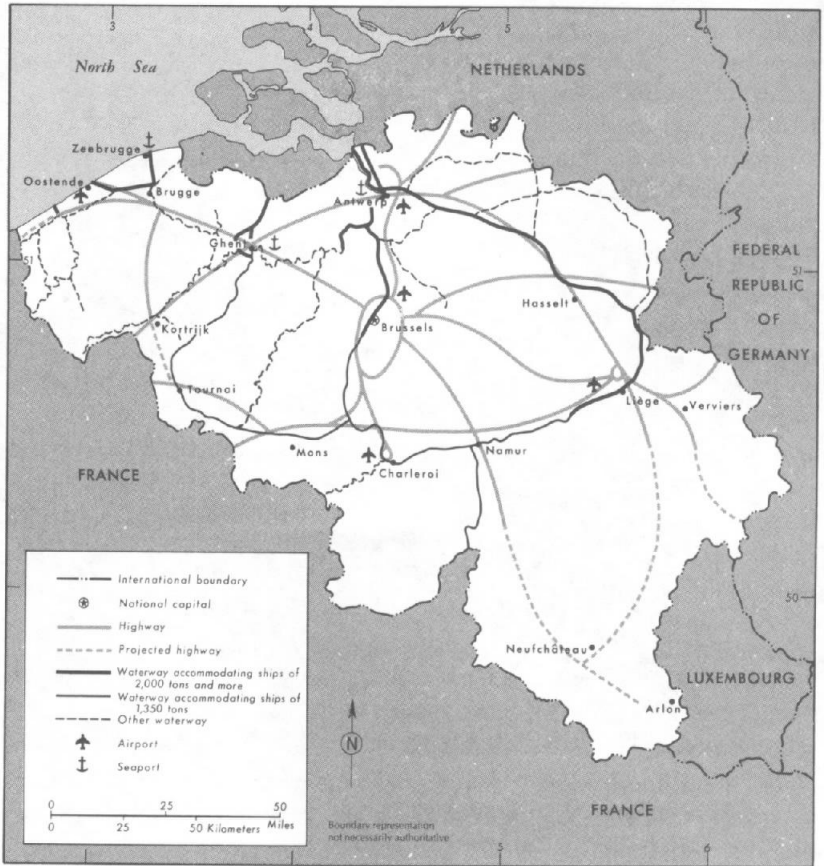 3
4
5
6
North Sea
NETHERLANDS
Zeebrugge
Oostende
Brugge
Antwerp
Ghent
51
FEDERAL
REPUBLIC
OF
GERMANY
51
Hasselt
Kortrijk
Brussels
Tournai
Liège
Verviers
Mons
Namur
FRANCE
Charleroi
International boundary
National capital
Highway
Projected highway
Waterway accommodating ships of
2,000 tons and more
Waterway accommodating ships of
1,350 tons
Other waterway
Airport
Seaport
0 25 50
Miles
0 25 50 Kilometers
50
Neufchâteau
LUXEMBOURG
Arlon
N
FRANCE
Boundary representation
not necessarily authoritative
3
4
5
6